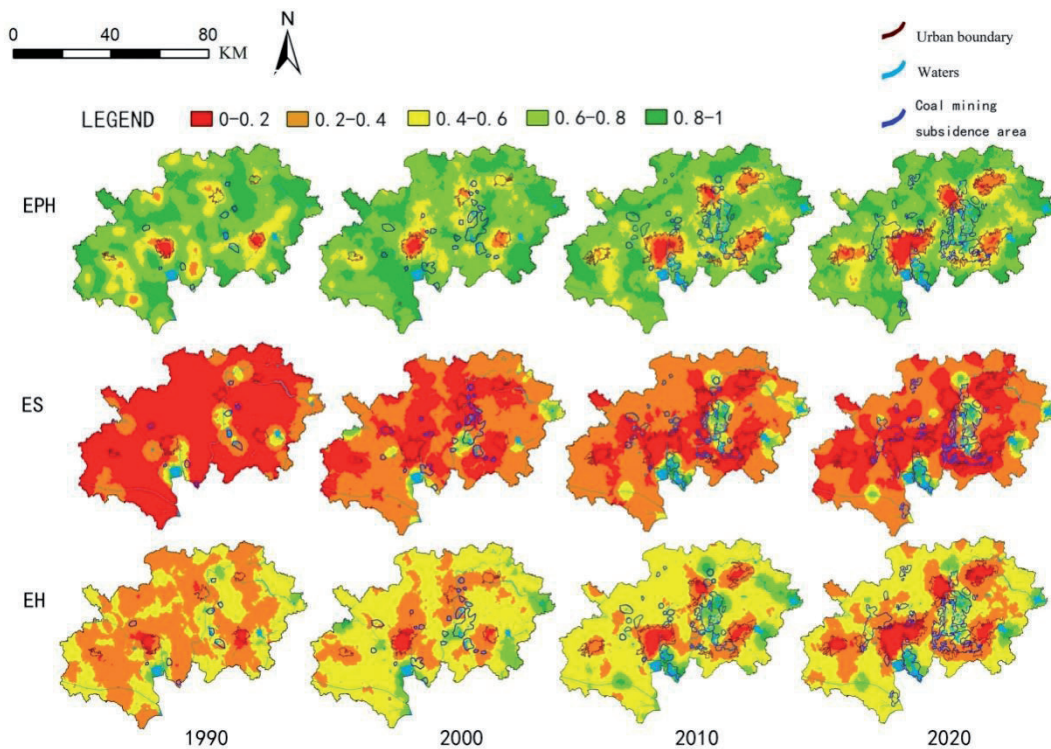 N
0 40 80 KM
Urban boundary
Waters
Coal mining
subsidence area
LEGEND 0-0.2 0.2-0.4 0.4-0.6 0.6-0.8 0.8-1
EPH
ES
EH
1990 2000 2010 2020